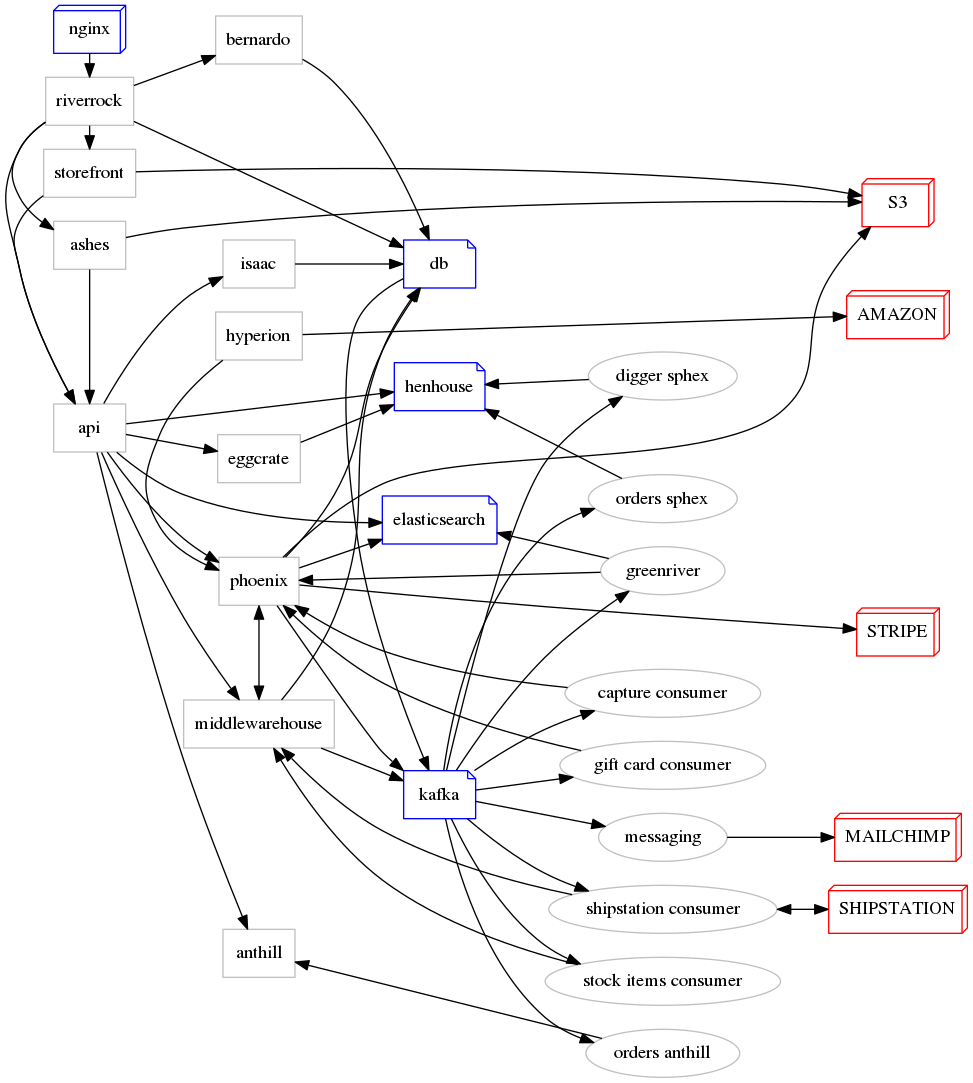 nginx
bernardo
riverrock
storefront
S3
ashes
isaac
db
hyperion
AMAZON
digger sphex
henhouse
api
eggcrate
orders sphex
elasticsearch
greenriver
phoenix
STRIPE
capture consumer
middlewarehouse
gift card consumer
kafka
messaging
MAILCHIMP
shipstation consumer
SHIPSTATION
anthill
stock items consumer
orders anthill